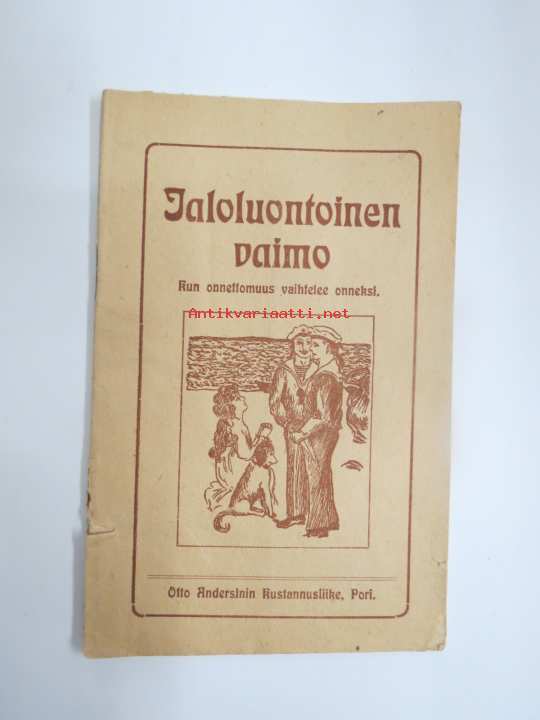 Jaloluontoinen
vaimo
Kun onnettomuus vaihtelee onneksi.
Antikvariaatti.net
Otto Andersinin Kustannusliike, Pori.